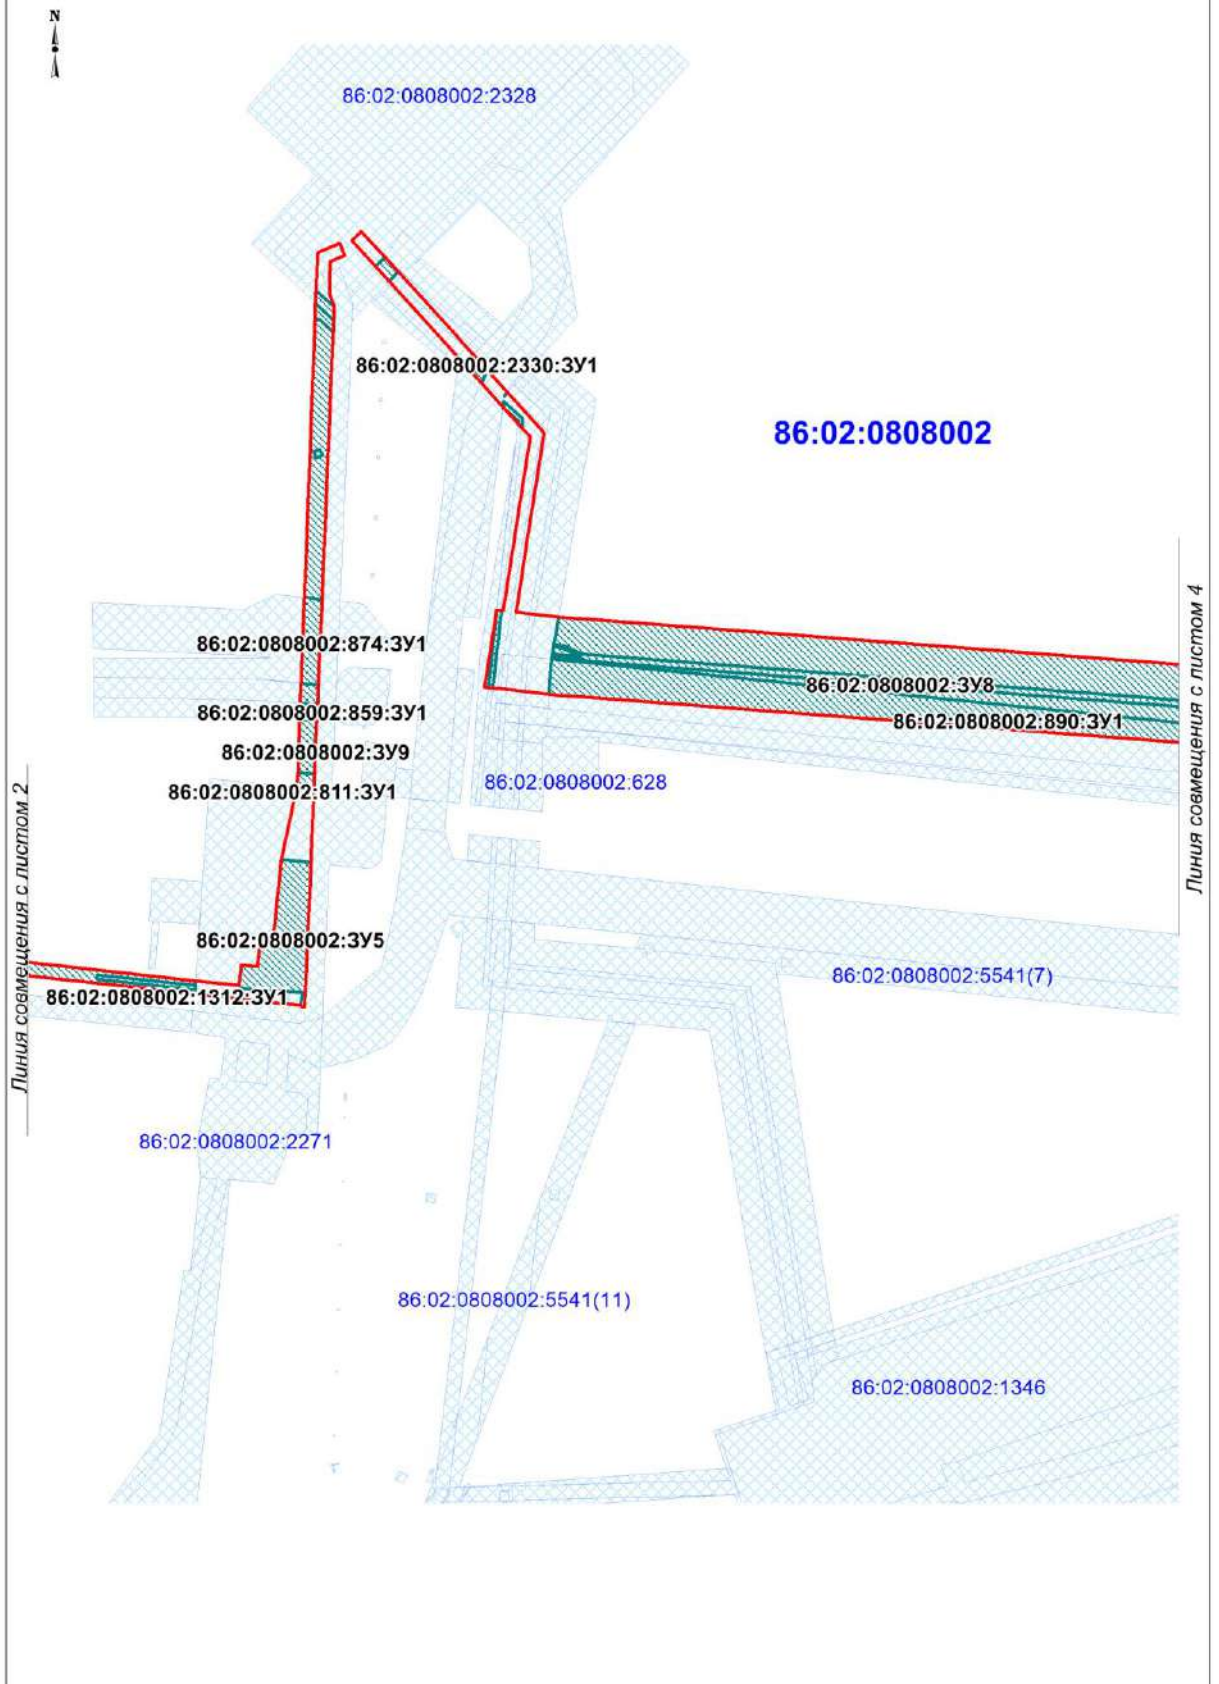 N
86:02:0808002:2328
86:02:0808002:2330:ЗУ1
86:02:0808002
Линия совмещения с листом 4
86:02:0808002:874:ЗУ1
86:02:0808002:ЗУ8
86:02:0808002:859:ЗУ1
86:02:0808002:890:ЗУ1
86:02:0808002:ЗУ9
86:02:0808002:628
86:02:0808002:811:ЗУ1
Линия совмещения с листом 2
86:02:0808002:ЗУ5
86:02:0808002:5541(7)
86:02:0808002:1312:ЗУ1
86:02:0808002:2271
86:02:0808002:5541(11)
86:02:0808002:1346